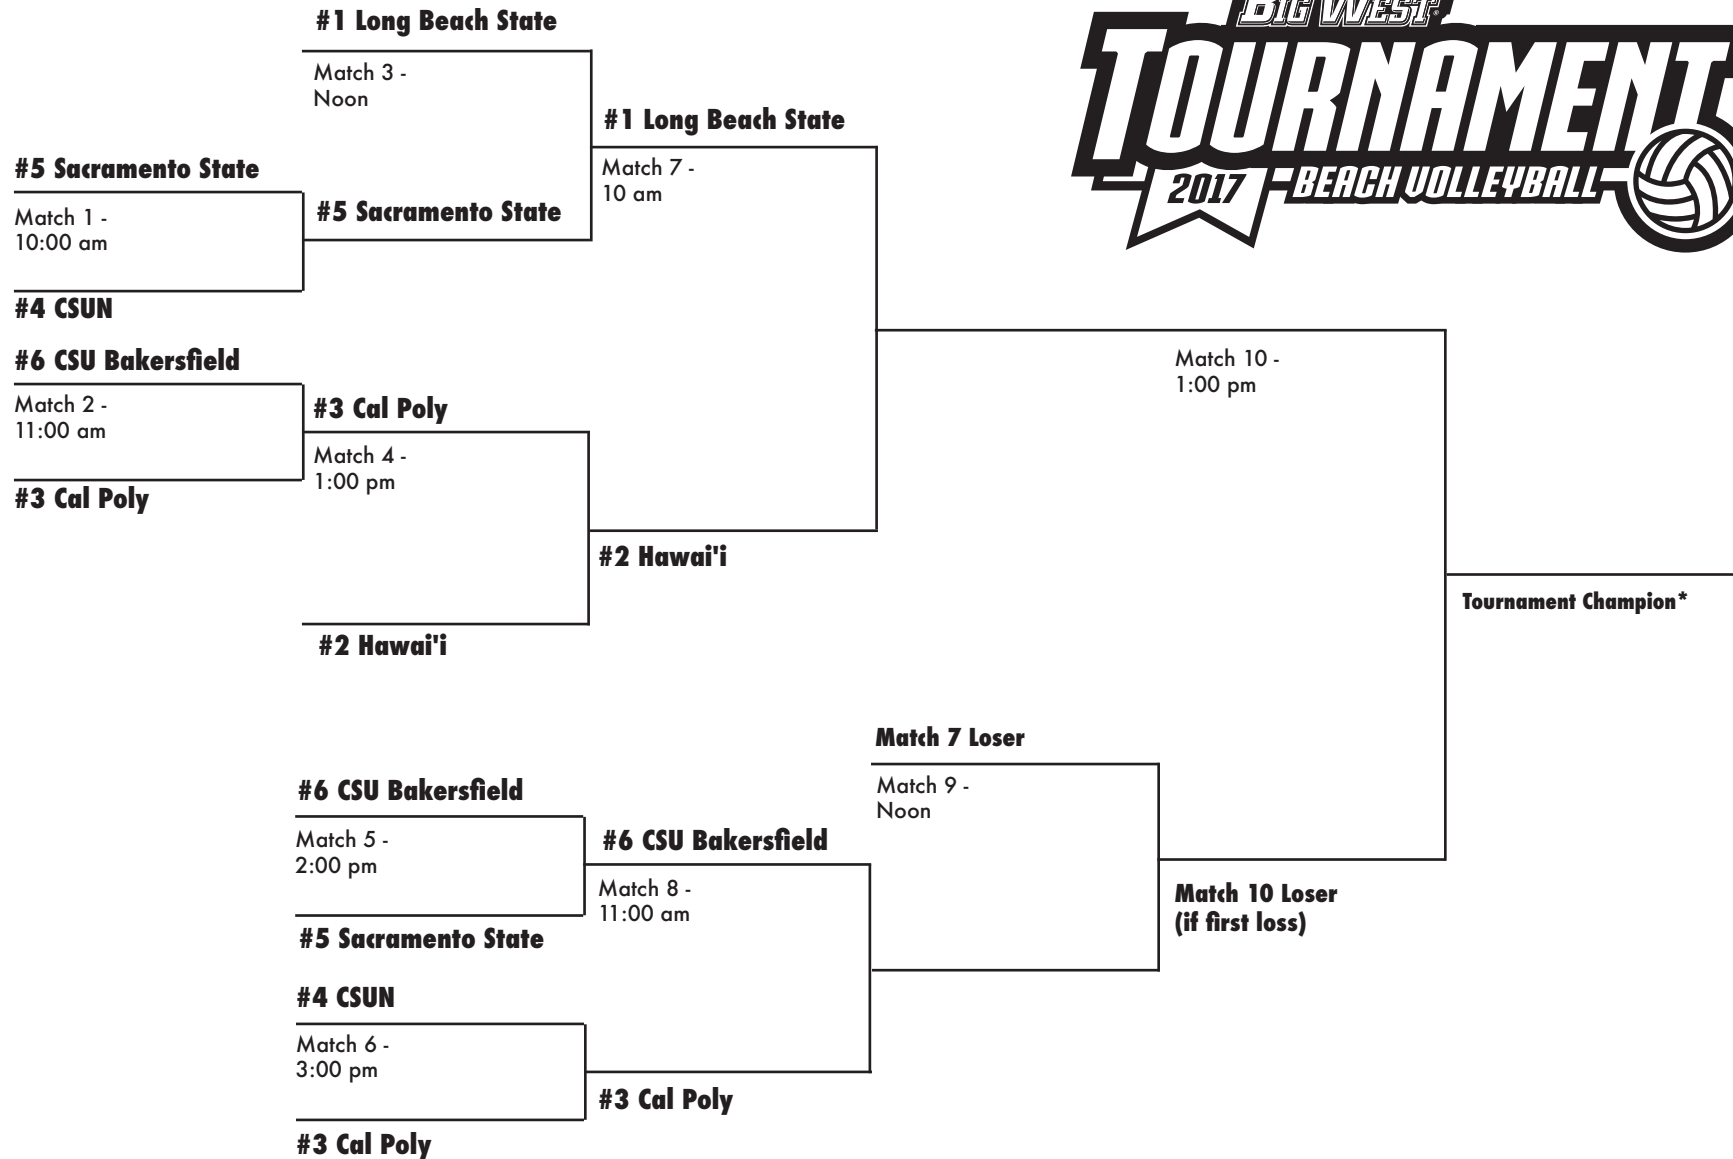 #1 Long Beach State
Match 3 -
Noon
#1 Long Beach State
Match 7 -
10 am
#5 Sacramento State
Match 1 -
10:00 am
#5 Sacramento State
#4 CSUN
#6 CSU Bakersfield
Match 2 -
11:00 am
#3 Cal Poly
Match 4 -
1:00 pm
#3 Cal Poly
#2 Hawai'i
#2 Hawai'i
BIG WEST
TOURNAMENT
2017
BEACH VOLLEYBALL
Match 10 -
1:00 pm
Tournament Champion*
Match 7 Loser
Match 9 -
Noon
#6 CSU Bakersfield
Match 5 -
2:00 pm
#6 CSU Bakersfield
Match 8 -
11:00 am
#5 Sacramento State
Match 10 Loser
(if first loss)
#4 CSUN
Match 6 -
3:00 pm
#3 Cal Poly
#3 Cal Poly